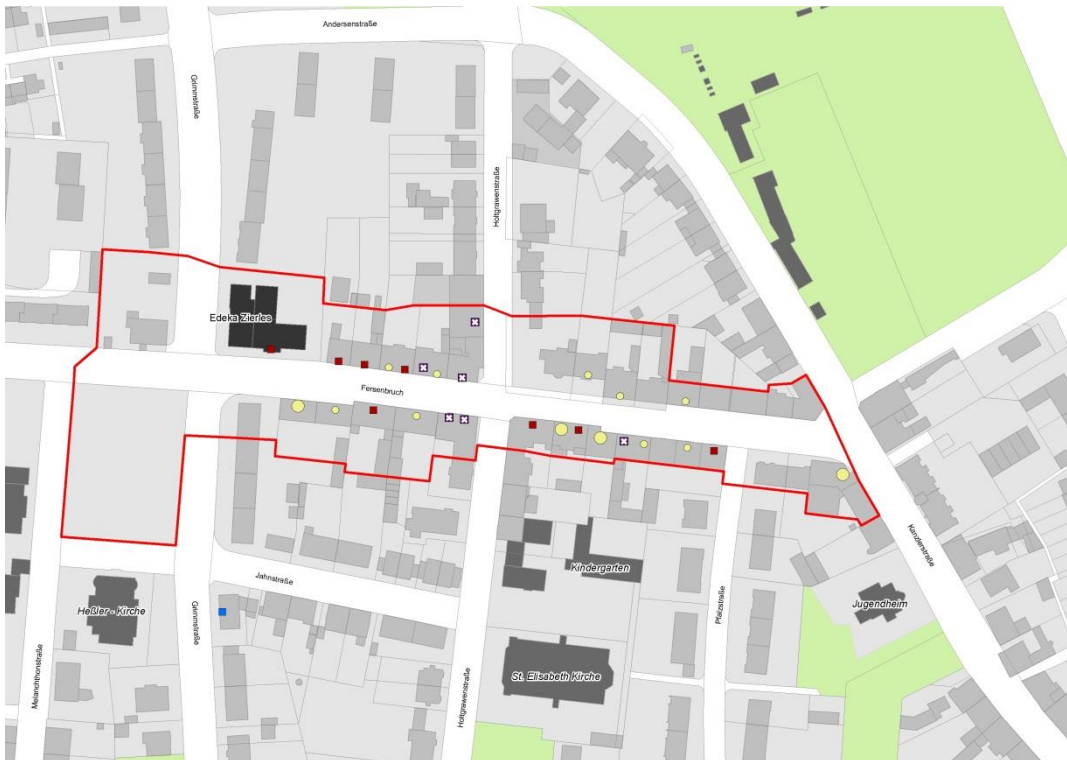 Andersenstraße
Grimmstraße
Holtgrawenstraße
Edeka Zierles
Fersenbruch
Kanzlerstraße
Kindergarten
Jahnstraße
Jugendheim
Heßler - Kirche
Pfalzstraße
Grimmstraße
St. Elisabeth Kirche
Melanchthonstraße
Holtgrawenstraße